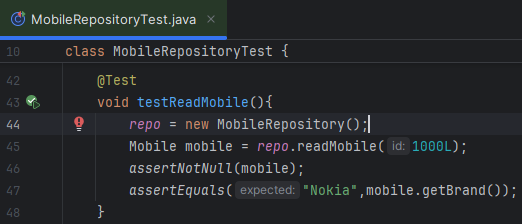 MobileRepositoryTest.java ×
10 class MobileRepositoryTest {
42 @Test
43 void testReadMobile(){
44 repo = new MobileRepository();
45 Mobile mobile = repo.readMobile( id: 1000L);
46 assertNotNull(mobile);
47 assertEquals( expected: "Nokia",mobile.getBrand());
48 }